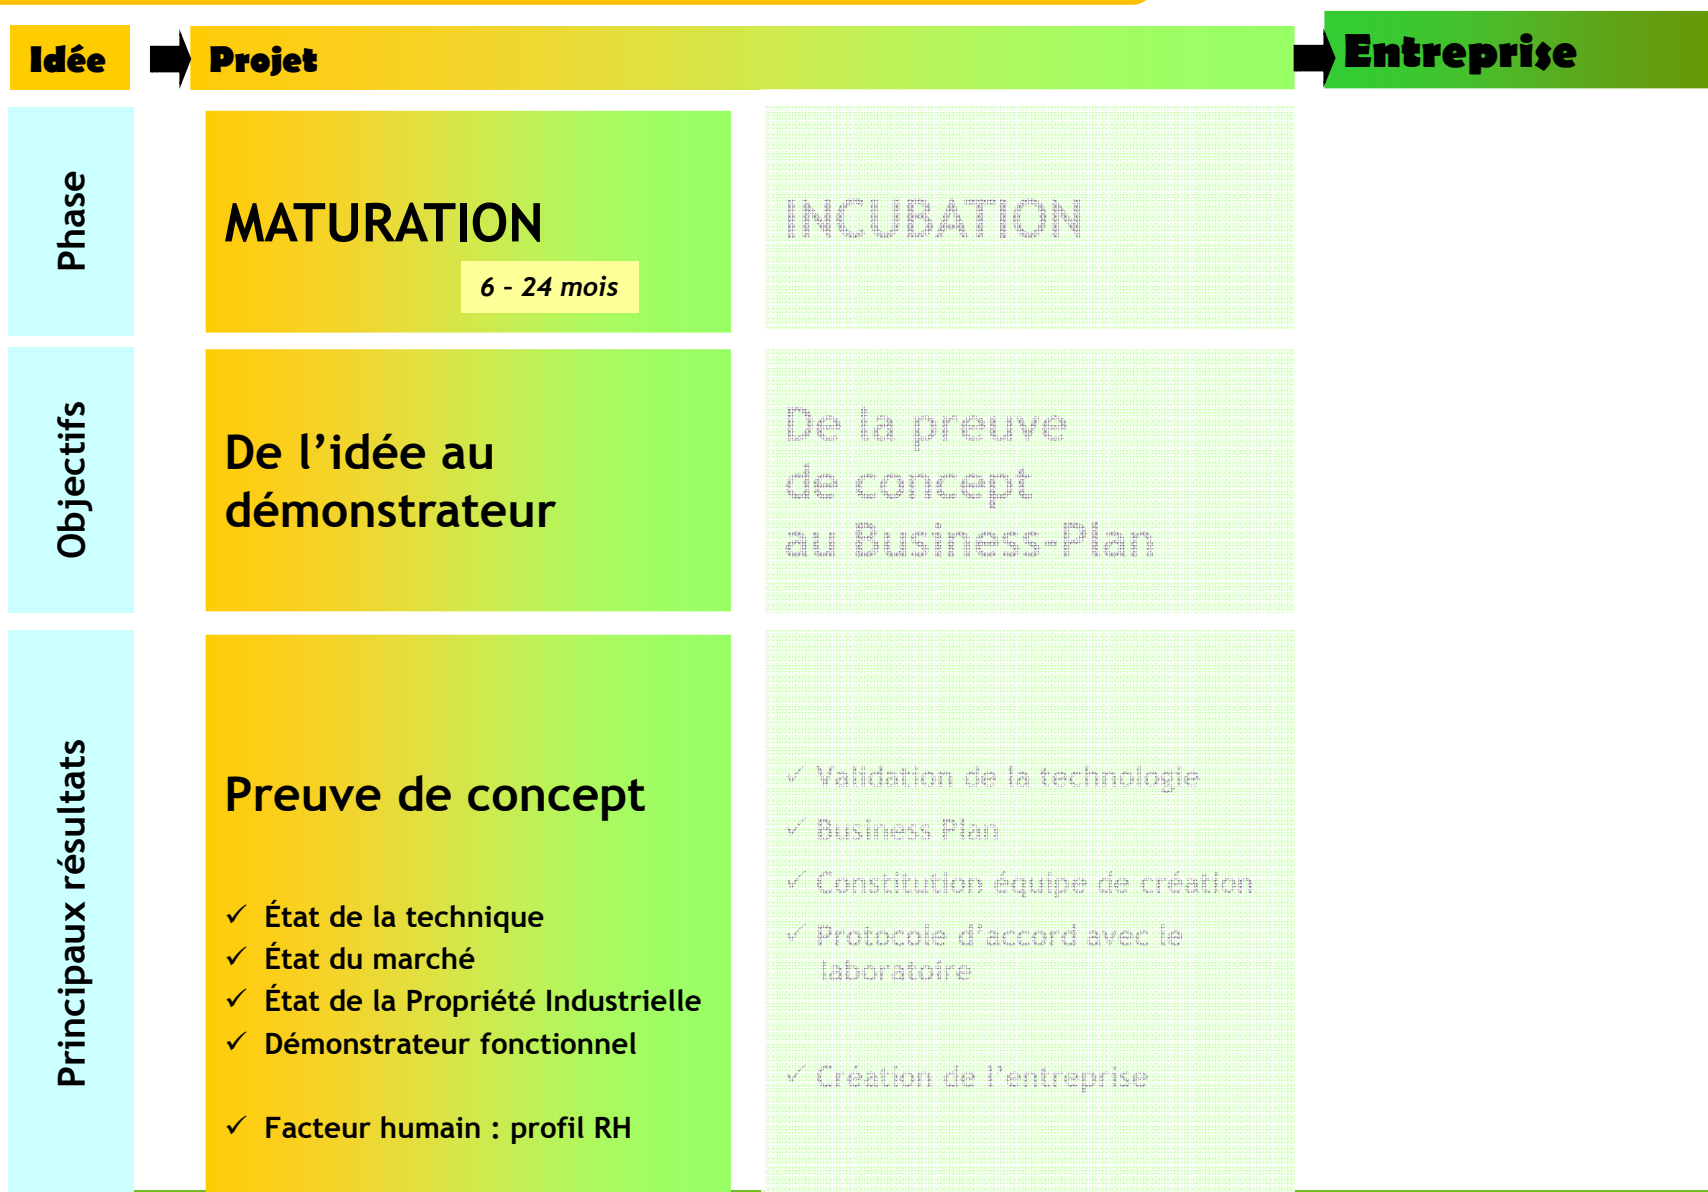 Idée
Projet
Entreprise
Phase
MATURATION
6 – 24 mois
INCUBATION
Objectifs
De l’idée au
démonstrateur
De la preuve
de concept
au Business-Plan
Principaux résultats
Preuve de concept
✓ État de la technique
✓ État du marché
✓ État de la Propriété Industrielle
✓ Démonstrateur fonctionnel
✓ Facteur humain : profil RH
✓ Validation de la technologie
✓ Business Plan
✓ Constitution équipe de création
✓ Protocole d’accord avec le
laboratoire
✓ Création de l’entreprise